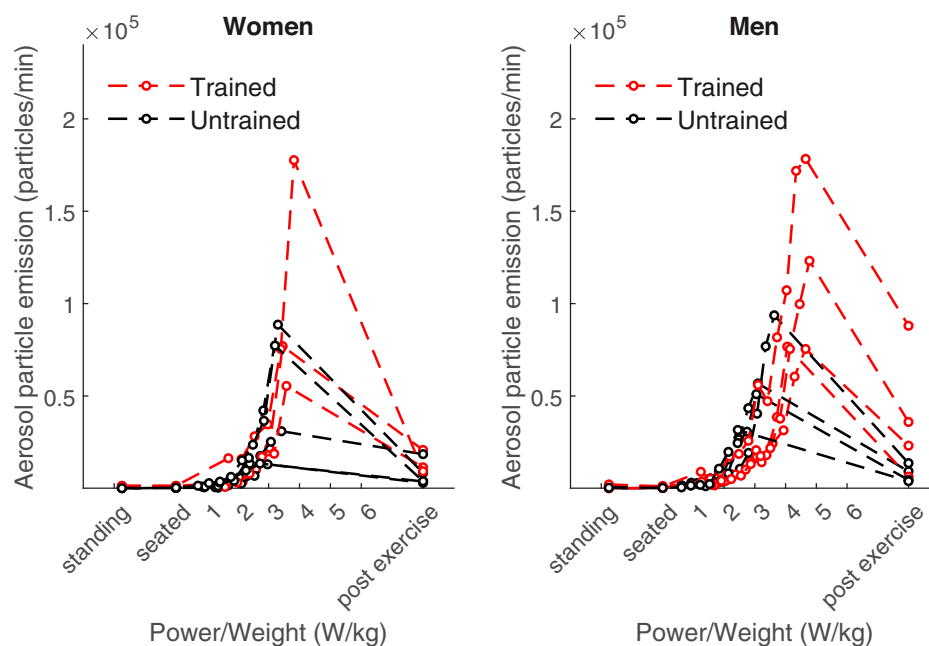 Women
×10^5
Aerosol particle emission (particles/min)
Trained
Untrained
2
1.5
1
0.5
standing
seated
1
2
3
4
5
6
post exercise
Power/Weight (W/kg)
Men
×10^5
Aerosol particle emission (particles/min)
Trained
Untrained
2
1.5
1
0.5
standing
seated
1
2
3
4
5
6
post exercise
Power/Weight (W/kg)